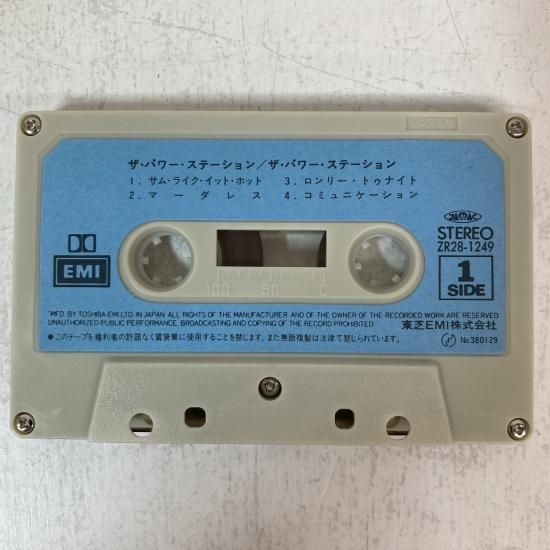 JAPAN
ザ・パワー・ステーション/ザ・パワー・ステーション
1. サム・ライク・イット・ホット 3. ロンリー・トゥナイト
2. マーダレス 4. コミュニケーション
JASRAC
STEREO
ZR28-1249
EMI
1
SIDE
100 50 0
"MFD BY TOSHIBA EMI LTD. IN JAPAN ALL RIGHTS OF THE MANUFACTURER AND OF THE OWNER OF THE RECORDED WORK ARE RESERVED
UNAUTHORIZED PUBLIC PERFORMANCE, BROADCASTING AND COPYING OF THE RECORD PROHIBITED
東芝EMI株式会社
●このテープを権利者の許諾なく賃貸業に使用することを禁じます。また無断複製は法律で禁じられています。
No.380129